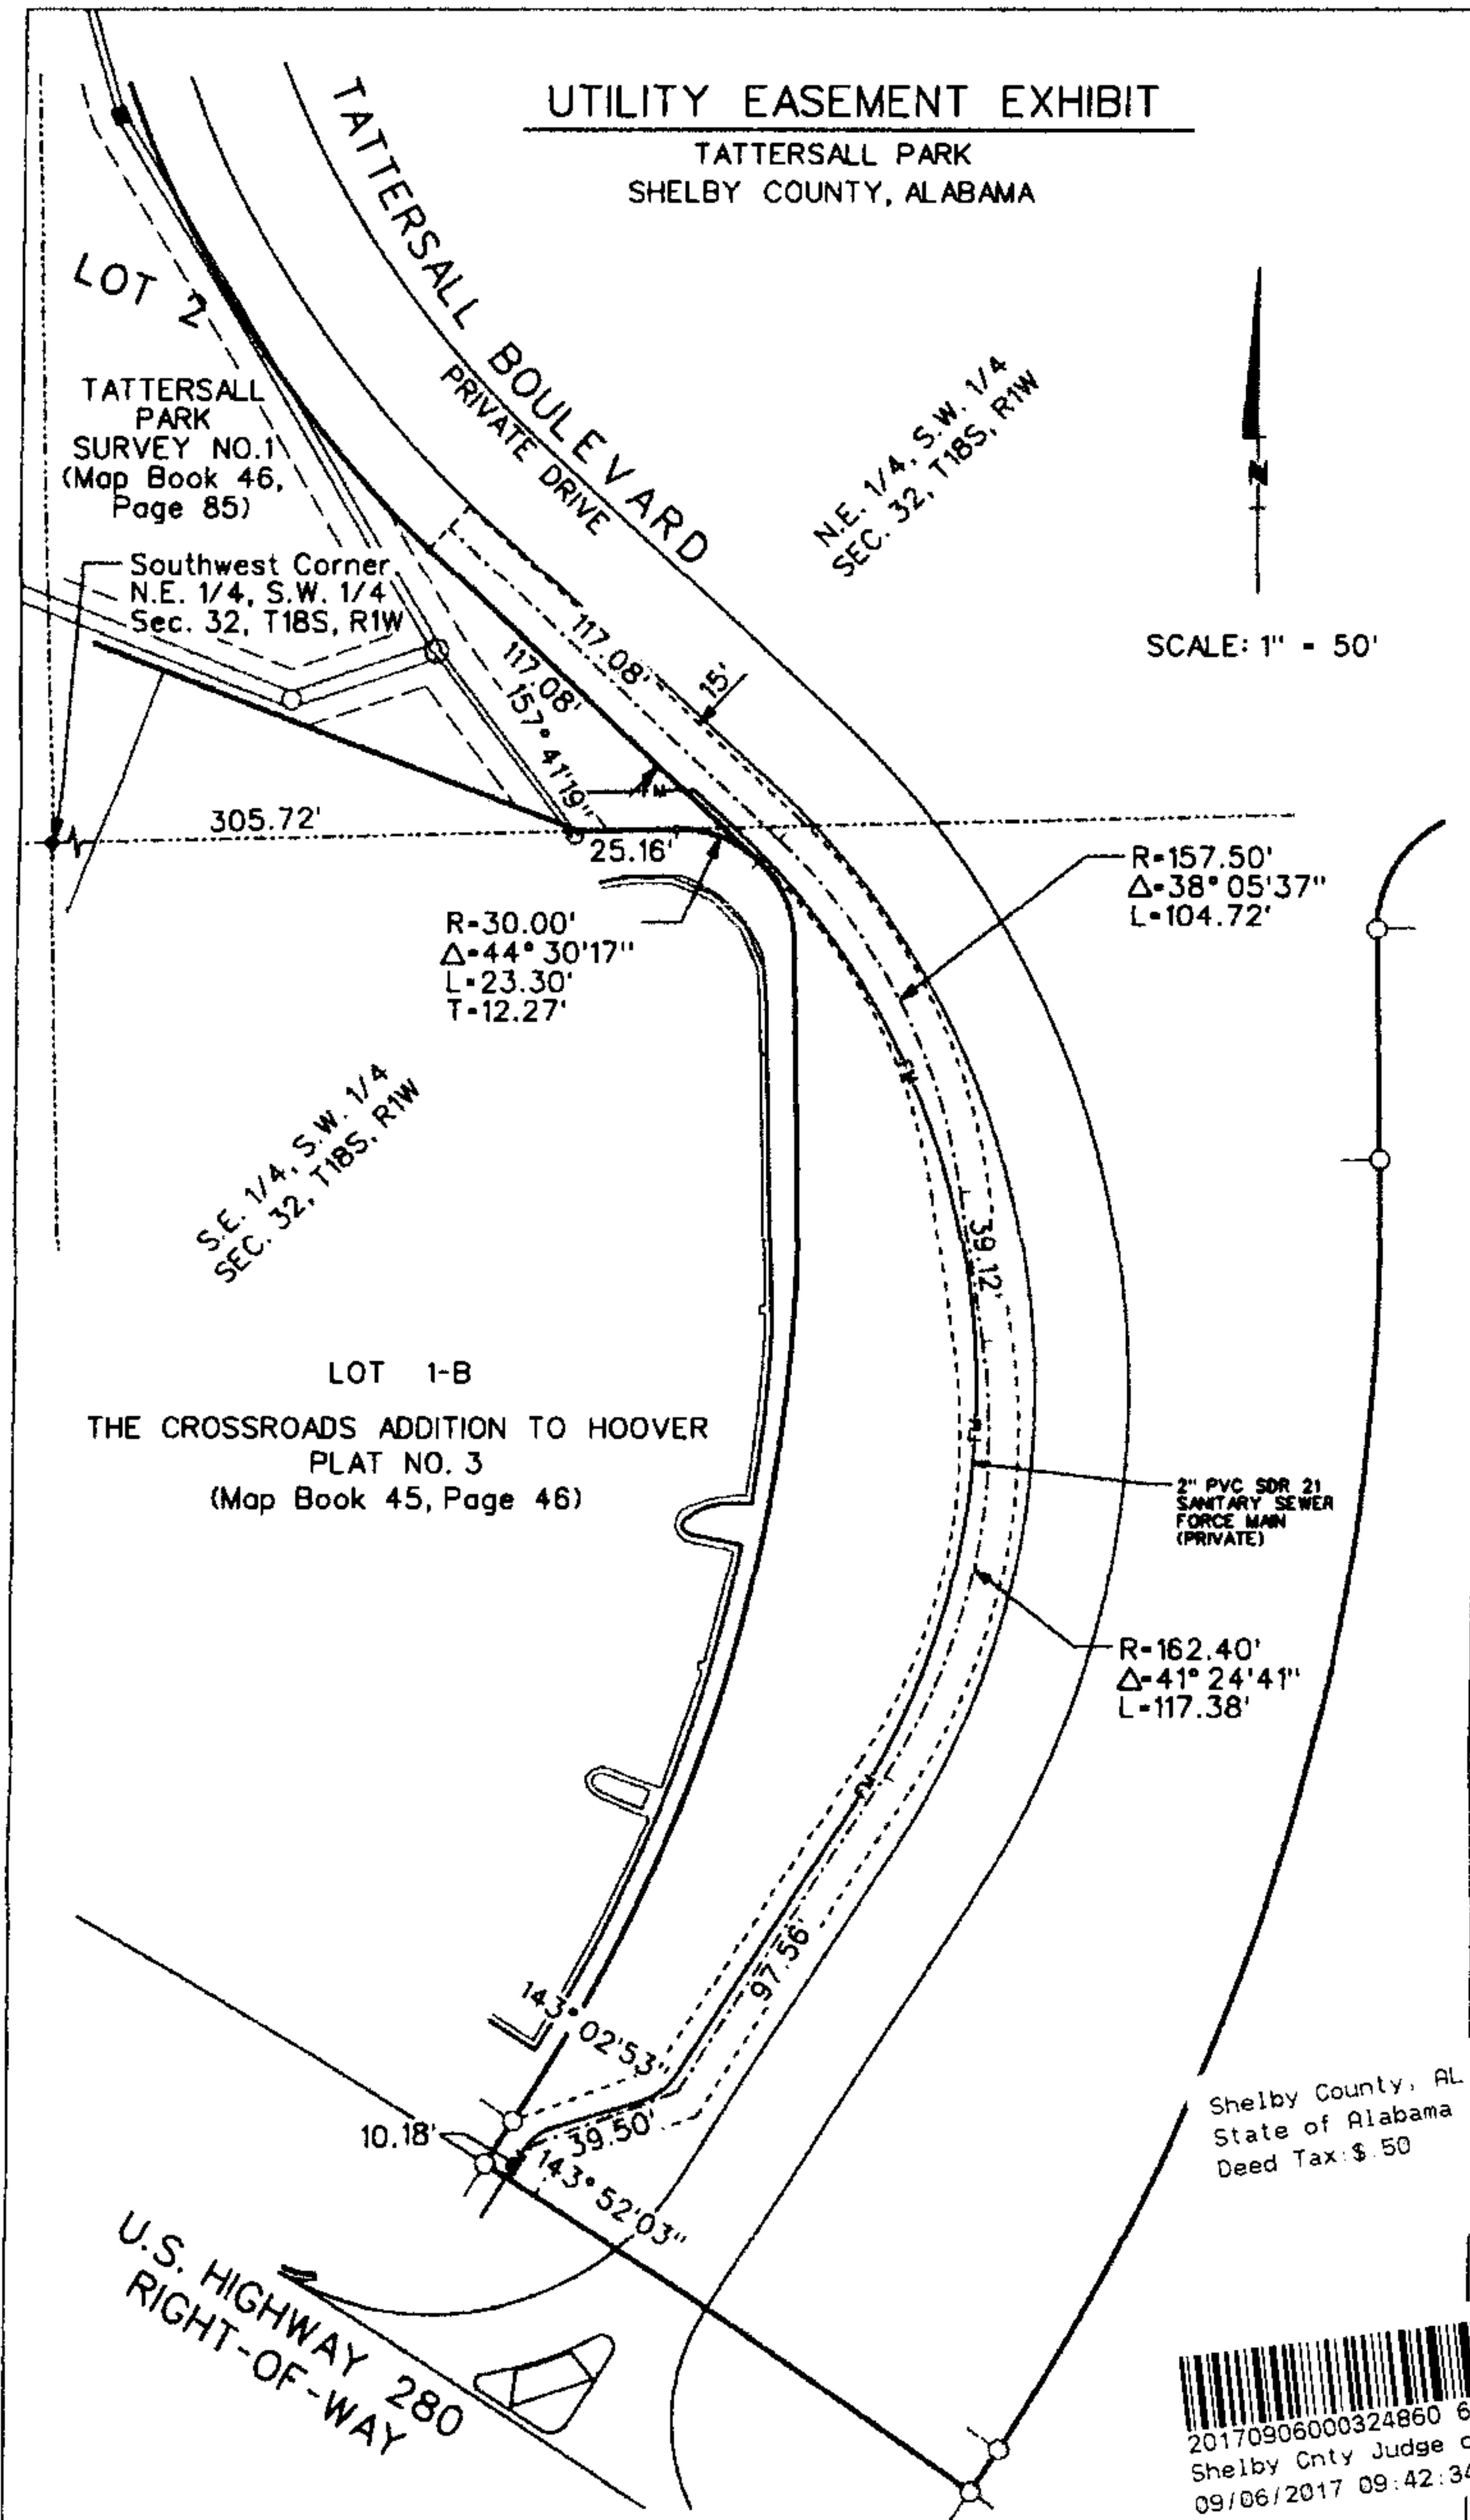 UTILITY EASEMENT EXHIBIT
TATTERSALL PARK
SHELBY COUNTY, ALABAMA
TATTERSALL BOULEVARD
PRIVATE DRIVE
LOT 2
TATTERSALL
PARK
SURVEY NO.1
(Map Book 46,
Page 85)
N.E. 1/4, S.W. 1/4
SEC. 32, T18S, R1W
N
SCALE: 1" = 50'
Southwest Corner
N.E. 1/4, S.W. 1/4
Sec. 32, T18S, R1W
117.08'
117.08'
15'
157° 41'19"
305.72'
25.16'
R=157.50'
Δ=38° 05'37"
L=104.72'
R=30.00'
Δ=44° 30'17"
L=23.30'
T=12.27'
S.E. 1/4, S.W. 1/4
SEC. 32, T18S, R1W
39.12'
LOT 1-B
THE CROSSROADS ADDITION TO HOOVER
PLAT NO. 3
(Map Book 45, Page 46)
2" PVC SDR 21
SANITARY SEWER
FORCE MAIN
(PRIVATE)
R=162.40'
Δ=41° 24'41"
L=117.38'
97.56'
143° 02'53"
10.18'
39.50'
143° 52'03"
Shelby County, AL
State of Alabama
Deed Tax:$.50
U.S. HIGHWAY 280
RIGHT-OF-WAY
20170906000324860 6
Shelby Cnty Judge o
09/06/2017 09:42:34